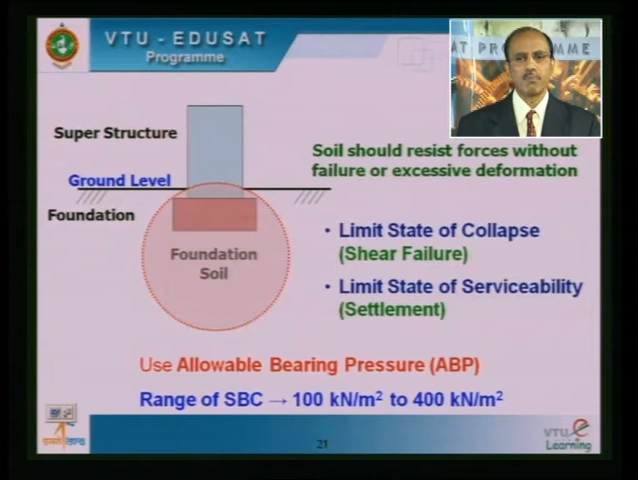 VTU - EDUSAT
Programme
AT PROGRAMME
Super Structure
Ground Level
Foundation
Foundation
Soil
Soil should resist forces without
failure or excessive deformation
• Limit State of Collapse
(Shear Failure)
• Limit State of Serviceability
(Settlement)
Use Allowable Bearing Pressure (ABP)
Range of SBC → 100 kN/m² to 400 kN/m²
21
VTU e
Learning